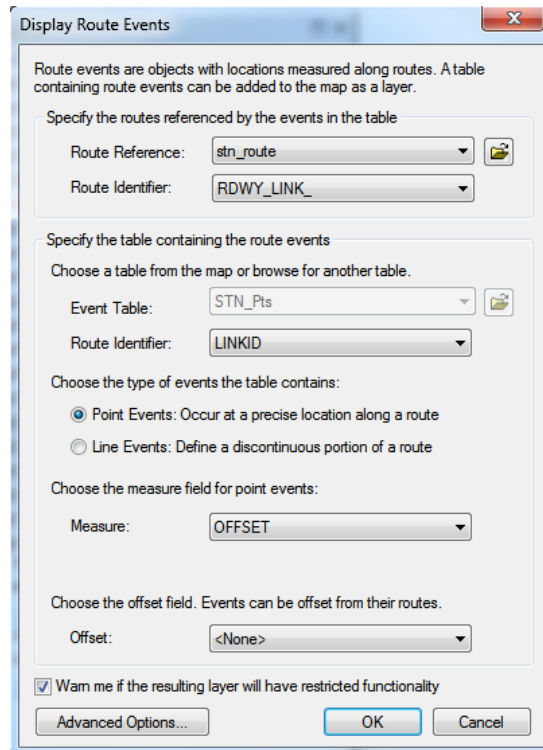 Display Route Events
Route events are objects with locations measured along routes. A table
containing route events can be added to the map as a layer.
Specify the routes referenced by the events in the table
Route Reference: stn_route
Route Identifier: RDWY_LINK_
Specify the table containing the route events
Choose a table from the map or browse for another table.
Event Table: STN_Pts
Route Identifier: LINKID
Choose the type of events the table contains:
Point Events: Occur at a precise location along a route
Line Events: Define a discontinuous portion of a route
Choose the measure field for point events:
Measure: OFFSET
Choose the offset field. Events can be offset from their routes.
Offset: <None>
Warn me if the resulting layer will have restricted functionality
Advanced Options... OK Cancel